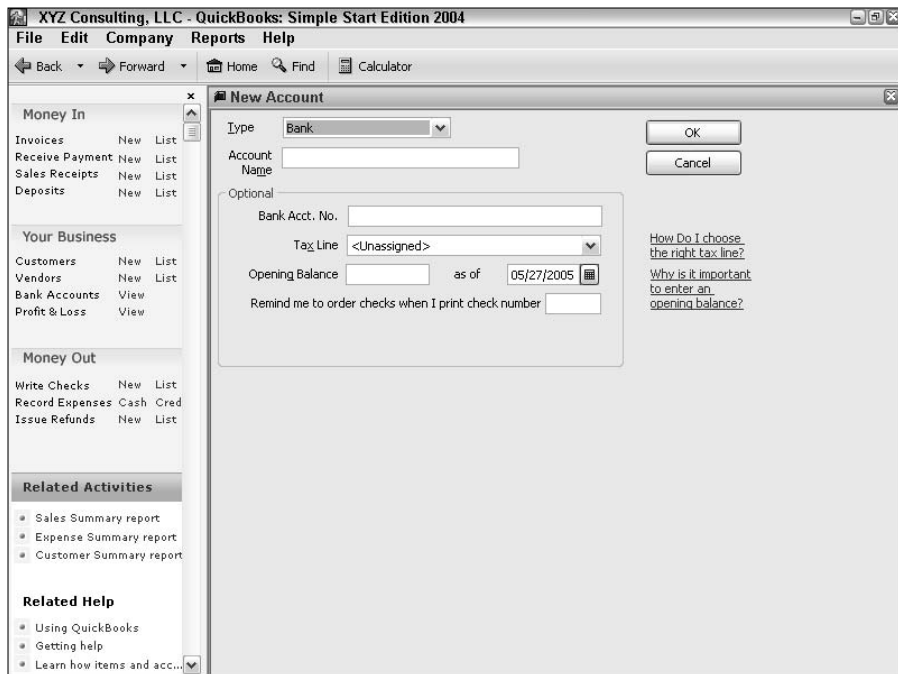 XYZ Consulting, LLC - QuickBooks: Simple Start Edition 2004
File Edit Company Reports Help
Back Forward Home Find Calculator
Money In
Invoices New List
Receive Payment New List
Sales Receipts New List
Deposits New List
Your Business
Customers New List
Vendors New List
Bank Accounts View
Profit & Loss View
Money Out
Write Checks New List
Record Expenses Cash Cred
Issue Refunds New List
Related Activities
Sales Summary report
Expense Summary report
Customer Summary report
Related Help
Using QuickBooks
Getting help
Learn how items and acc...
New Account
Type Bank
Account
Name
OK
Cancel
Optional
Bank Acct. No.
Tax Line <Unassigned>
Opening Balance as of 05/27/2005
Remind me to order checks when I print check number
How Do I choose
the right tax line?
Why is it important
to enter an
opening balance?